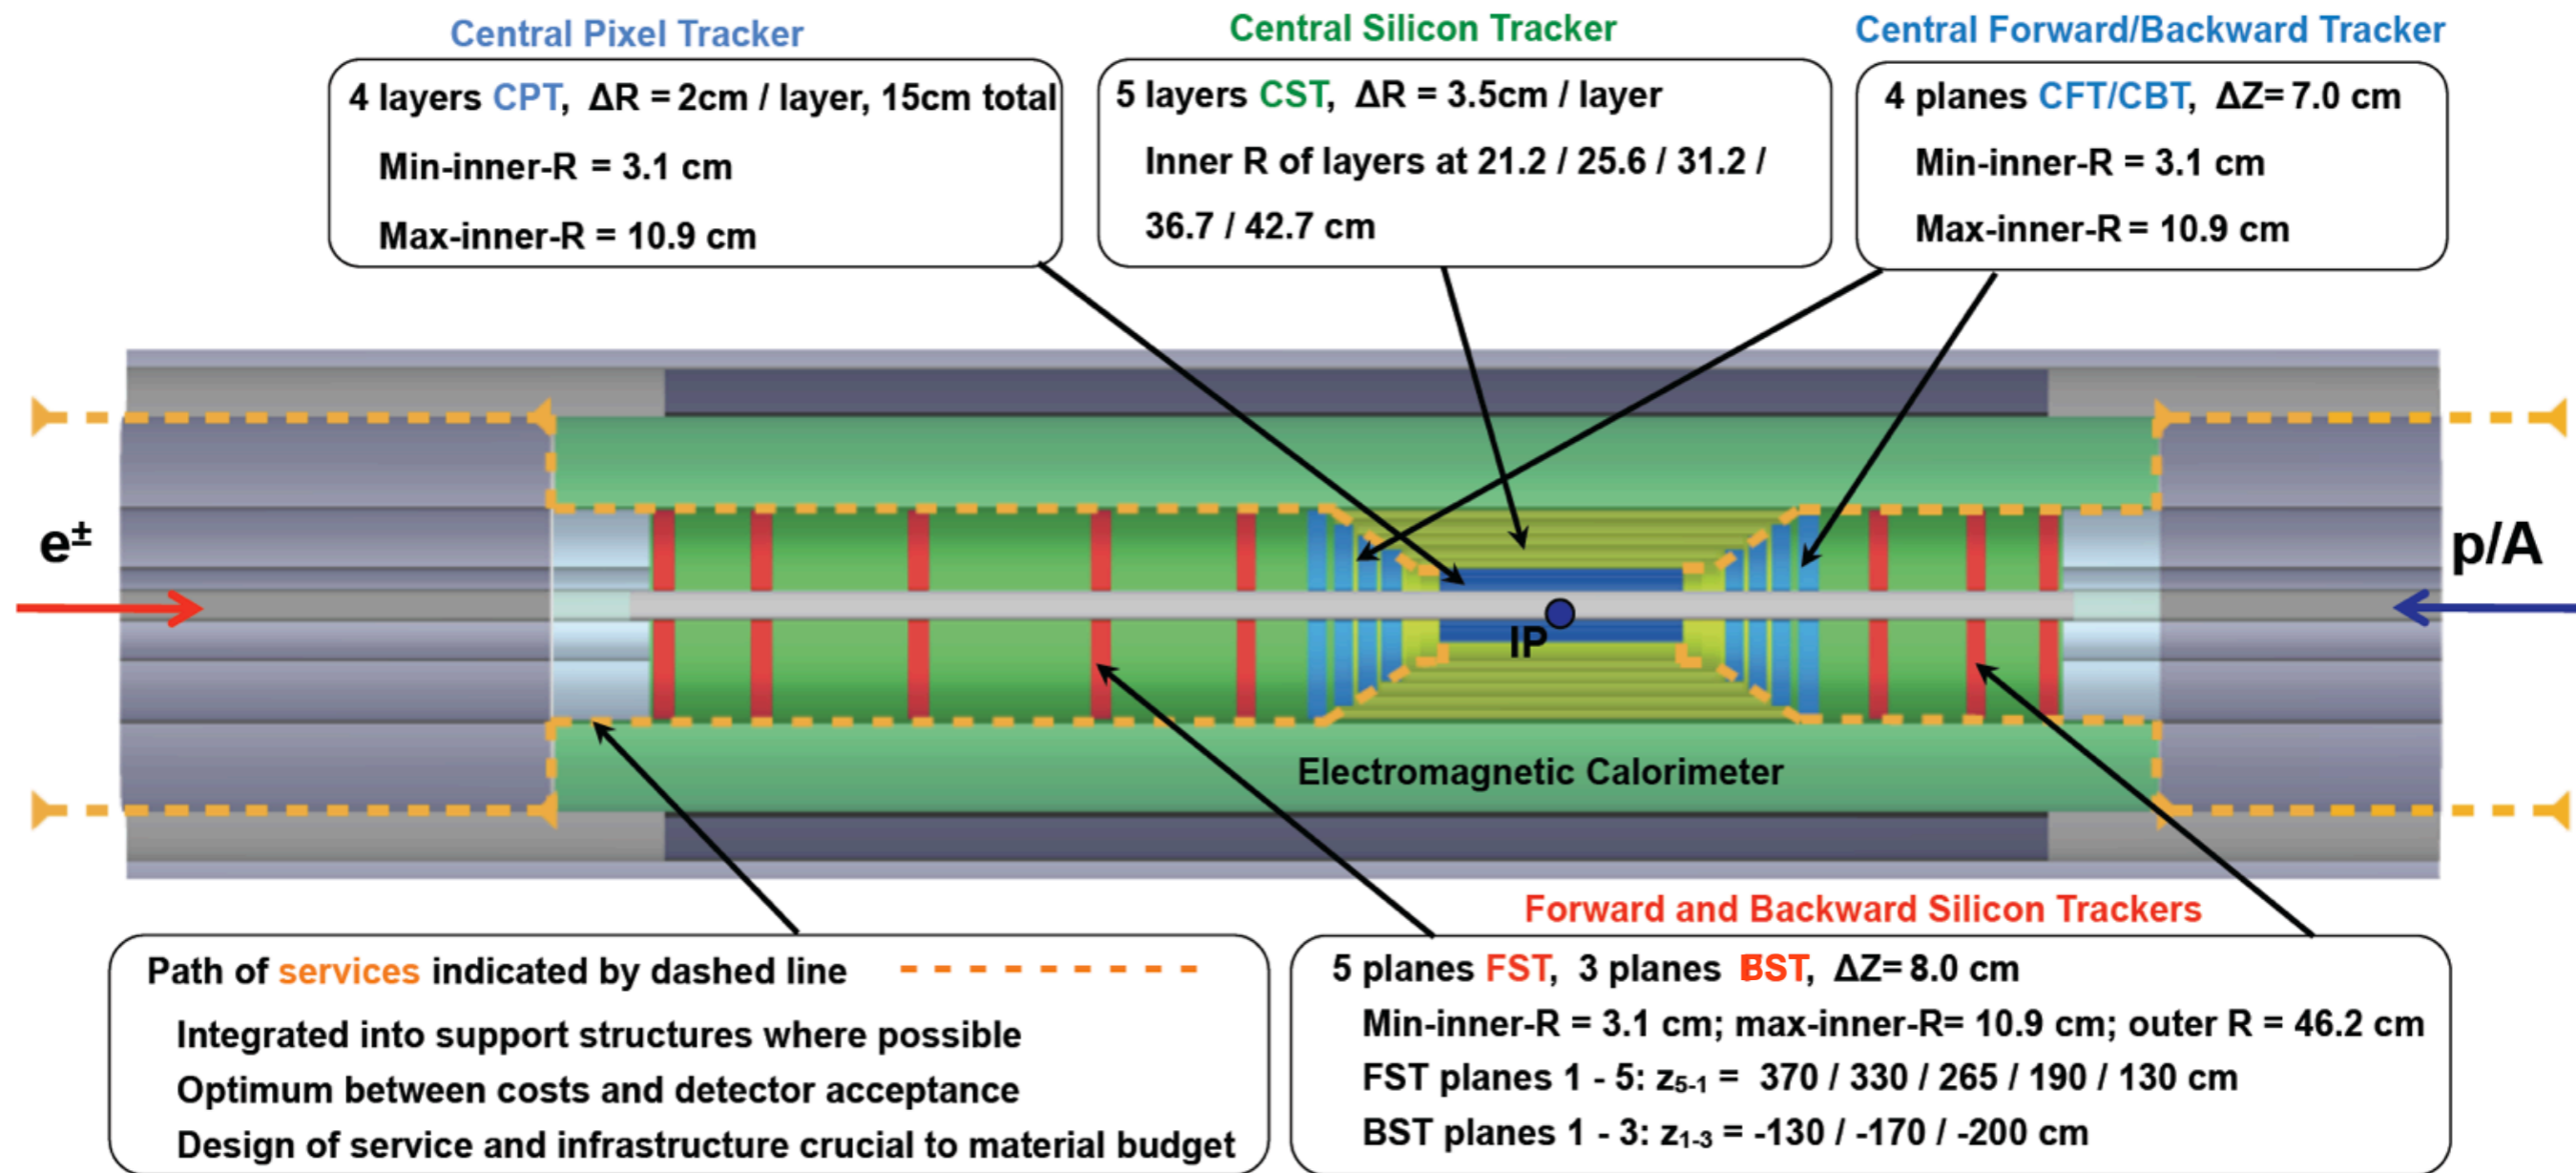 Central Pixel Tracker
4 layers CPT, ΔR = 2cm / layer, 15cm total
Min-inner-R = 3.1 cm
Max-inner-R = 10.9 cm
Central Silicon Tracker
5 layers CST, ΔR = 3.5cm / layer
Inner R of layers at 21.2 / 25.6 / 31.2 /
36.7 / 42.7 cm
Central Forward/Backward Tracker
4 planes CFT/CBT, ΔZ= 7.0 cm
Min-inner-R = 3.1 cm
Max-inner-R = 10.9 cm
e±
p/A
IP
Electromagnetic Calorimeter
Path of services indicated by dashed line
Integrated into support structures where possible
Optimum between costs and detector acceptance
Design of service and infrastructure crucial to material budget
Forward and Backward Silicon Trackers
5 planes FST, 3 planes BST, ΔZ= 8.0 cm
Min-inner-R = 3.1 cm; max-inner-R= 10.9 cm; outer R = 46.2 cm
FST planes 1 - 5: z5-1 = 370 / 330 / 265 / 190 / 130 cm
BST planes 1 - 3: z1-3 = -130 / -170 / -200 cm